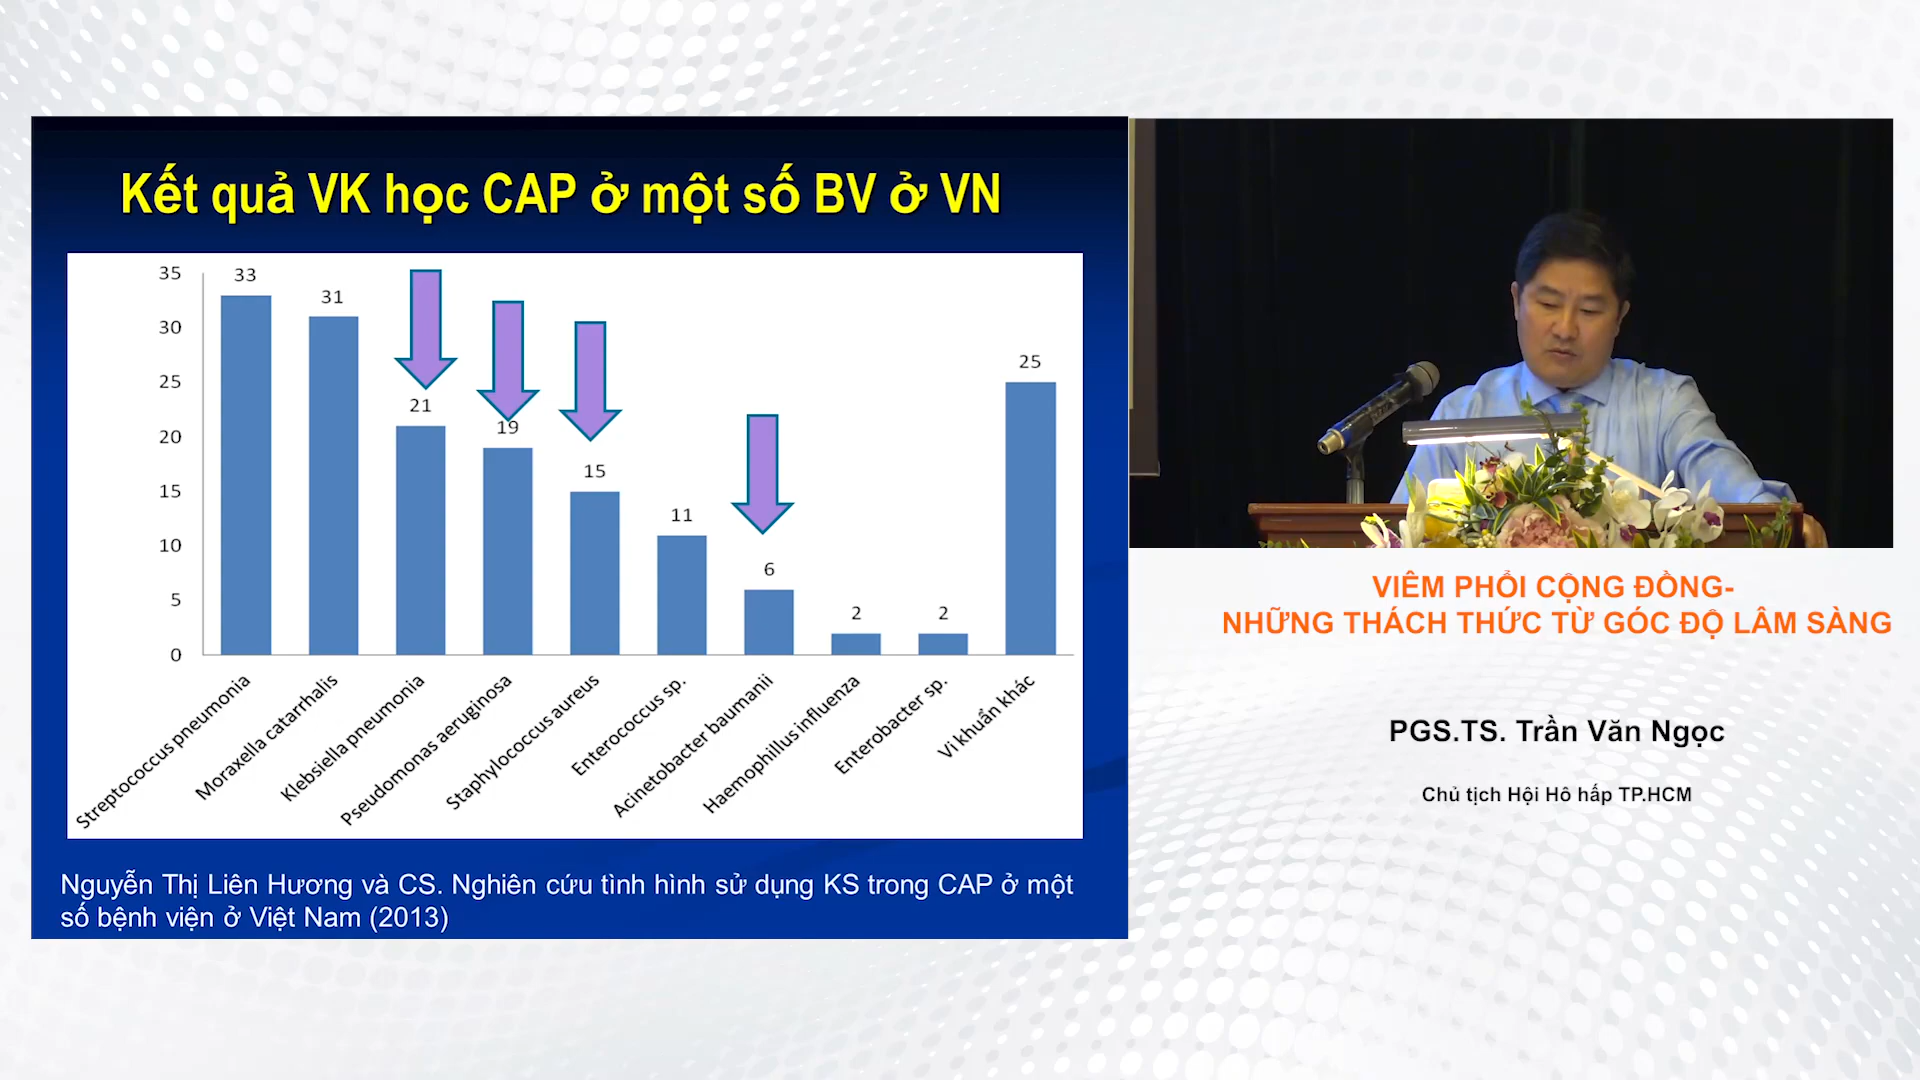 Kết quả VK học CAP ở một số BV ở VN
35
30
25
20
15
10
5
0
33
31
21
19
15
11
6
2
2
25
Streptococcus pneumonia
Moraxella catarrhalis
Klebsiella pneumonia
Pseudomonas aeruginosa
Staphylococcus aureus
Enterococcus sp.
Acinetobacter baumanii
Haemophillus influenza
Enterobacter sp.
Vi khuẩn khác
Nguyễn Thị Liên Hương và CS. Nghiên cứu tình hình sử dụng KS trong CAP ở một
số bệnh viện ở Việt Nam (2013)
VIÊM PHỔI CỘNG ĐỒNG-
NHỮNG THÁCH THỨC TỪ GÓC ĐỘ LÂM SÀNG
PGS.TS. Trần Văn Ngọc
Chủ tịch Hội Hô hấp TP.HCM